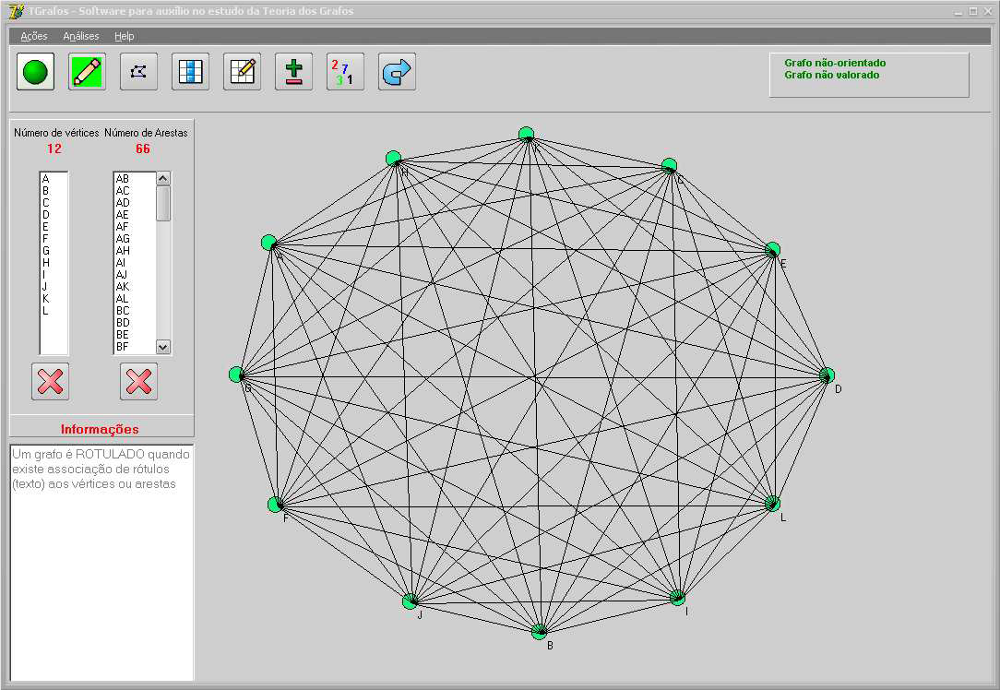 TGrafos - Software para auxílio no estudo da Teoria dos Grafos
Ações Análises Help
2 7
3 1
Grafo não-orientado
Grafo não valorado
Número de vértices Número de Arestas
12 66
A
B
C
D
E
F
G
H
I
J
K
L
AB
AC
AD
AE
AF
AG
AH
AI
AJ
AK
AL
BC
BD
BE
BF
Informações
Um grafo é ROTULADO quando
existe associação de rótulos
(texto) aos vértices ou arestas
H
C
A
E
G
D
F
L
J
I
B